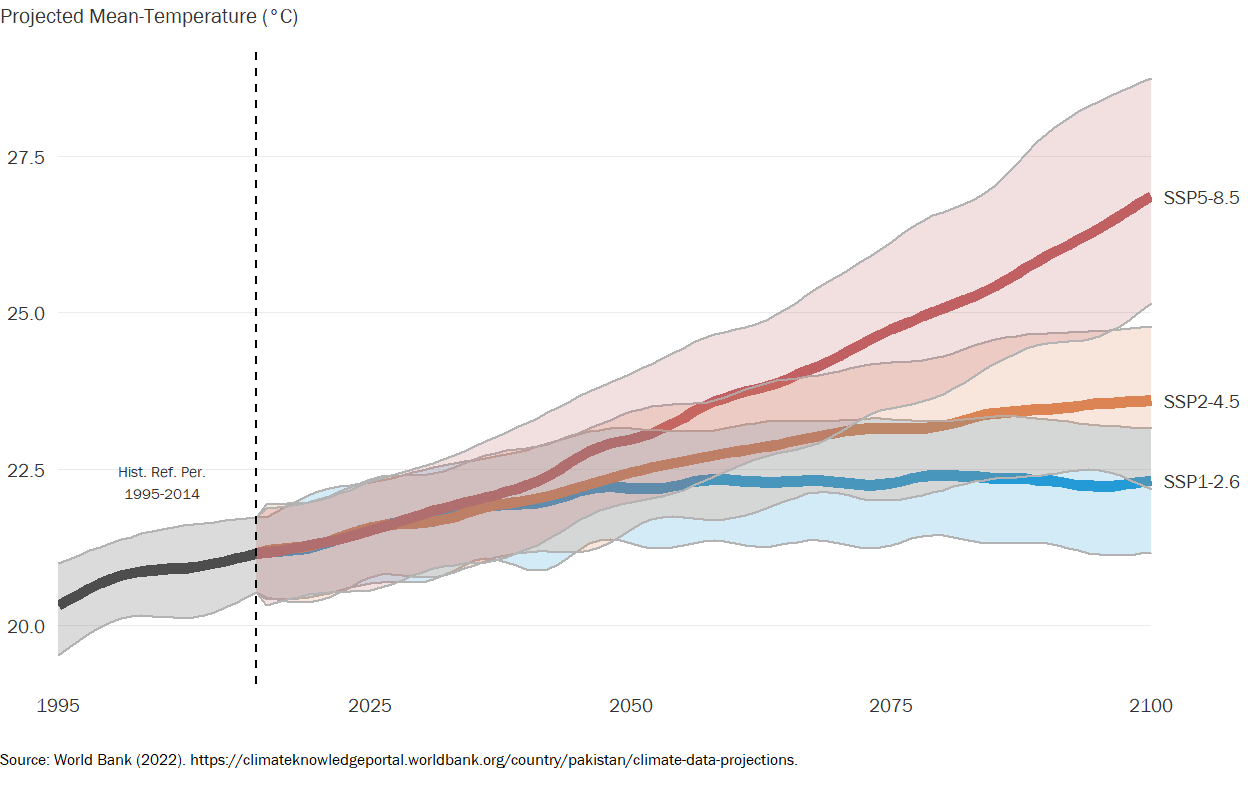 Projected Mean-Temperature (°C)
27.5
SSP5-8.5
25.0
SSP2-4.5
22.5
Hist. Ref. Per.
1995-2014
SSP1-2.6
20.0
1995 2025 2050 2075 2100
Source: World Bank (2022). https://climateknowledgeportal.worldbank.org/country/pakistan/climate-data-projections.